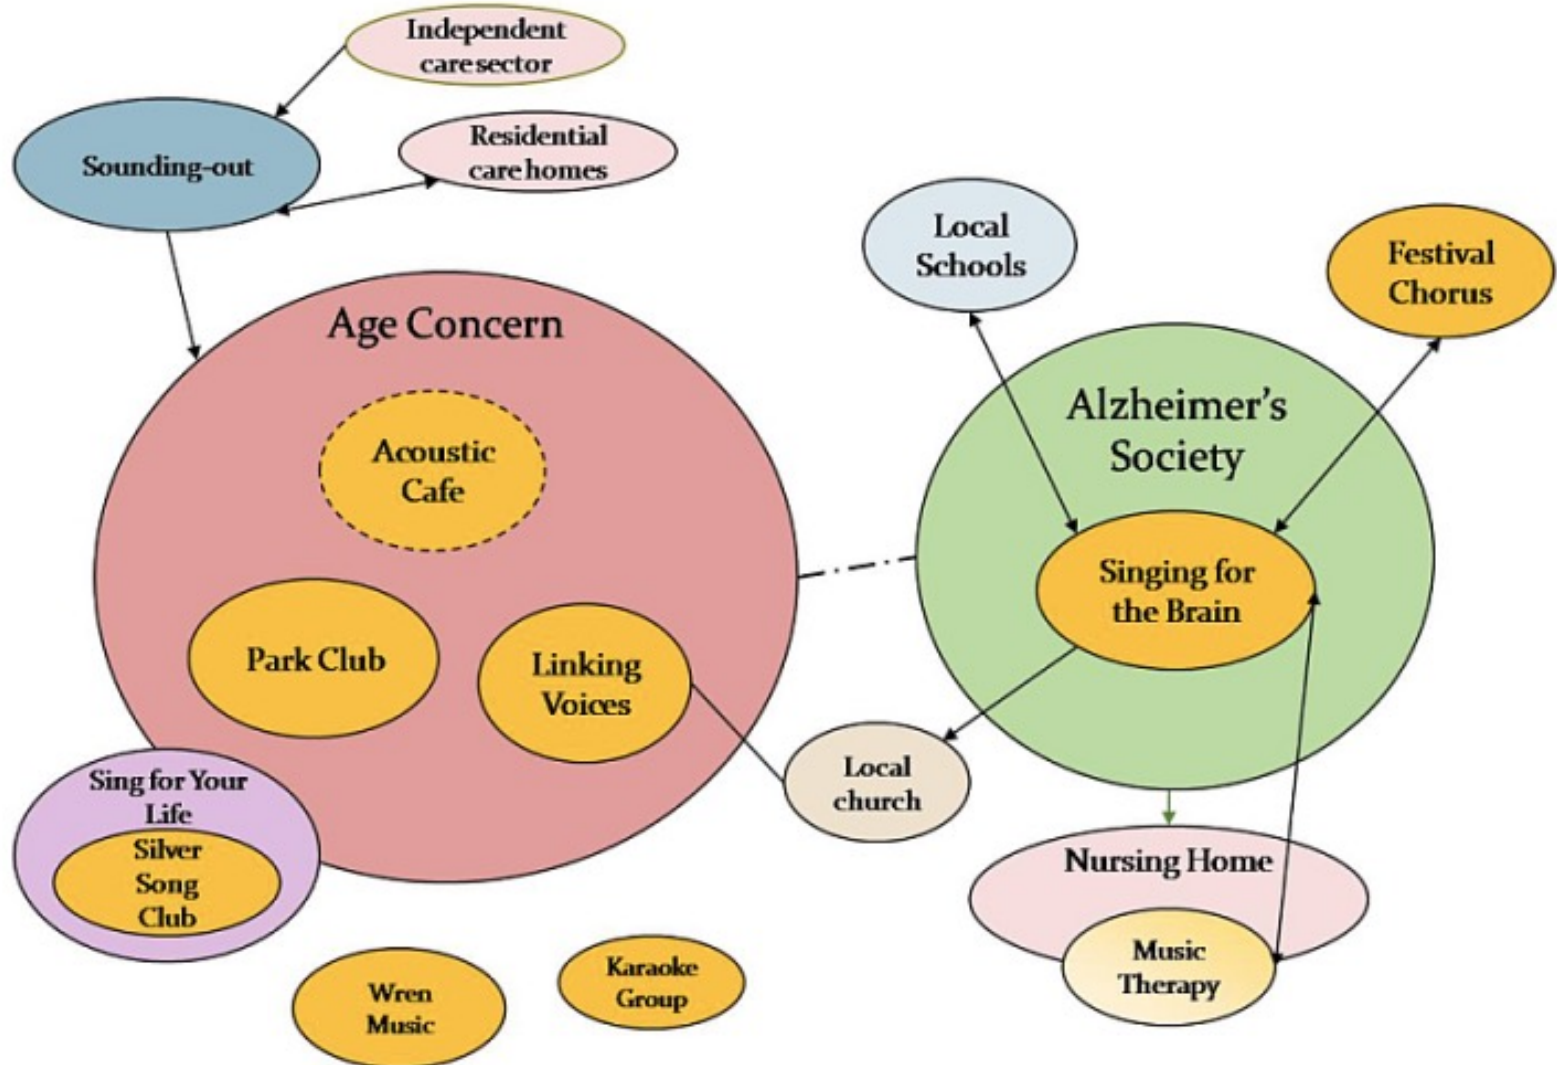 Independent
care sector
Sounding-out
Residential
care homes
Local
Schools
Festival
Chorus
Age Concern
Alzheimer's
Society
Acoustic
Cafe
Singing for
the Brain
Park Club
Linking
Voices
Local
church
Sing for Your
Life
Silver
Song
Club
Nursing Home
Music
Therapy
Wren
Music
Karaoke
Group